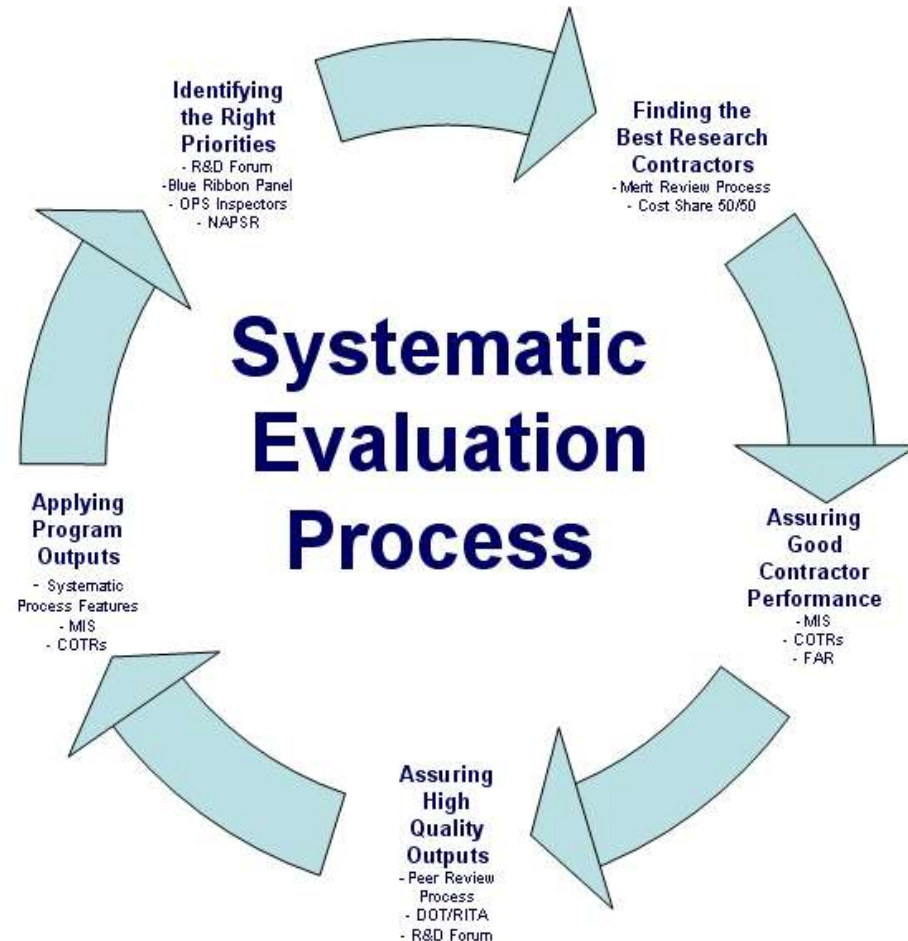 Identifying
the Right
Priorities
- R&D Forum
-Blue Ribbon Panel
- OPS Inspectors
- NAPSR
Finding the
Best Research
Contractors
- Merit Review Process
- Cost Share 50/50
Systematic
Evaluation
Process
Applying
Program
Outputs
- Systematic
Process Features
- MIS
- COTRs
Assuring
Good
Contractor
Performance
- MIS
- COTRs
- FAR
Assuring
High
Quality
Outputs
- Peer Review
Process
- DOT/RITA
- R&D Forum